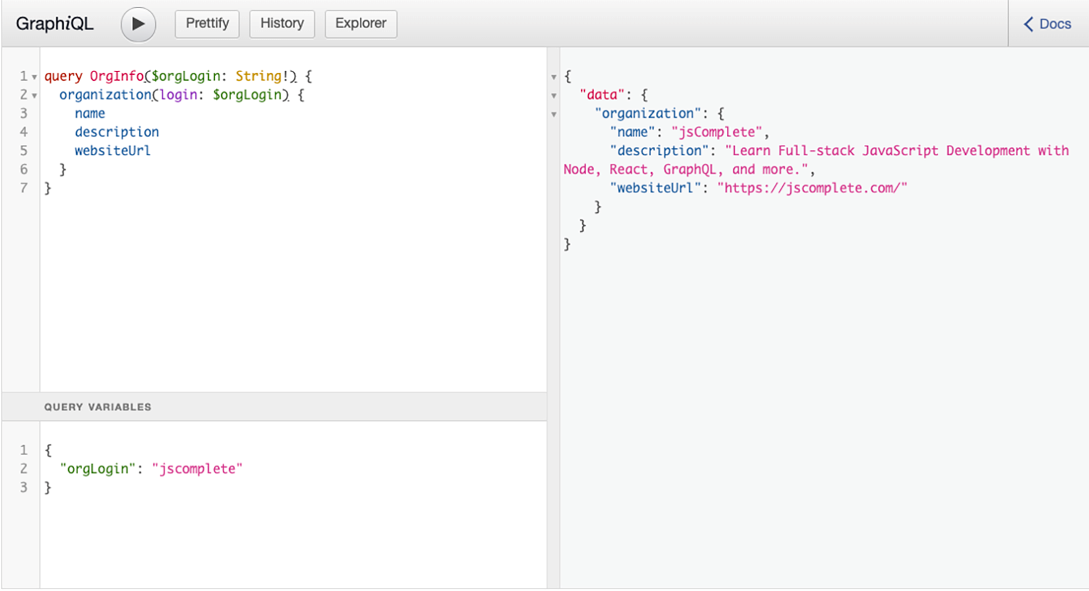 GraphiQL
Prettify
History
Explorer
Docs
1 query OrgInfo($orgLogin: String!) {
2   organization(login: $orgLogin) {
3     name
4     description
5     websiteUrl
6   }
7 }
QUERY VARIABLES
1 {
2   "orgLogin": "jscomplete"
3 }
{
  "data": {
    "organization": {
      "name": "jsComplete",
      "description": "Learn Full-stack JavaScript Development with
Node, React, GraphQL, and more.",
      "websiteUrl": "https://jscomplete.com/"
    }
  }
}